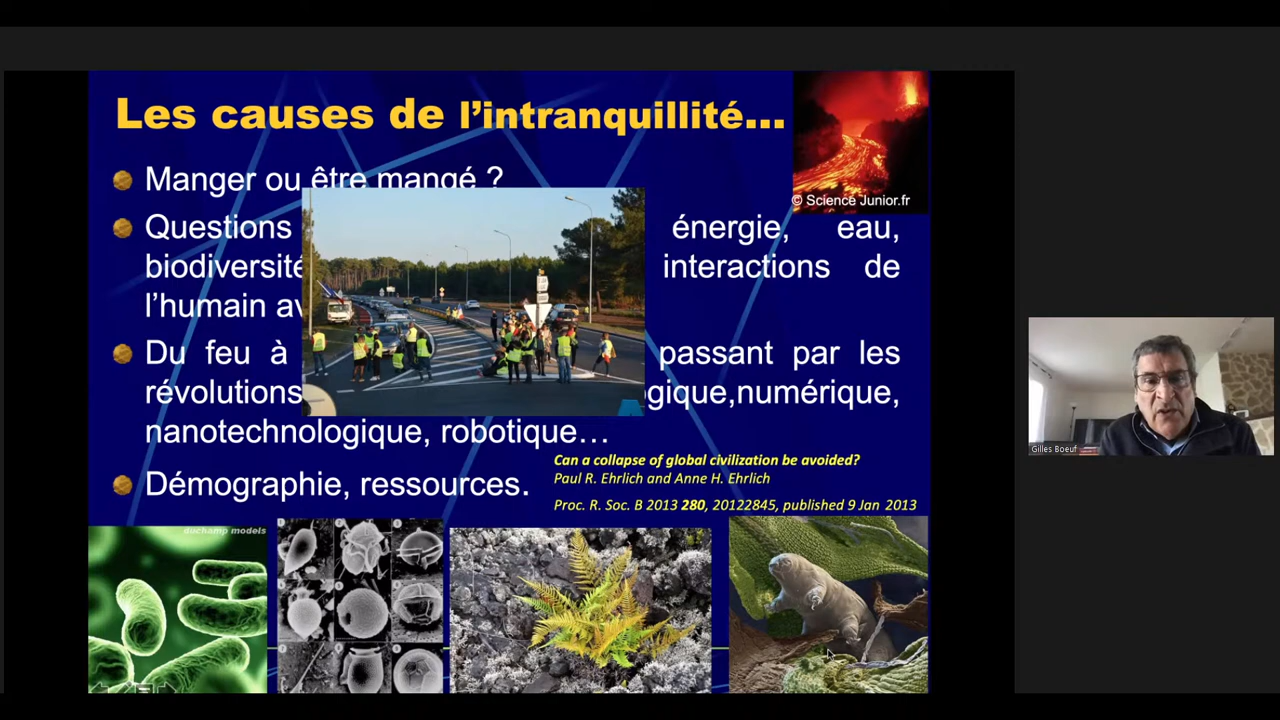 Les causes de l’intranquillité...
© Science Junior.fr
Manger ou être mangé ?
Questions énergie, eau,
biodiversité interactions de
l’humain av
Du feu à passant par les
révolutions gique,numérique,
nanotechnologique, robotique…
Démographie, ressources.
Can a collapse of global civilization be avoided?
Paul R. Ehrlich and Anne H. Ehrlich
Proc. R. Soc. B 2013 280, 20122845, published 9 Jan 2013
duchamp models
Gilles Boeuf